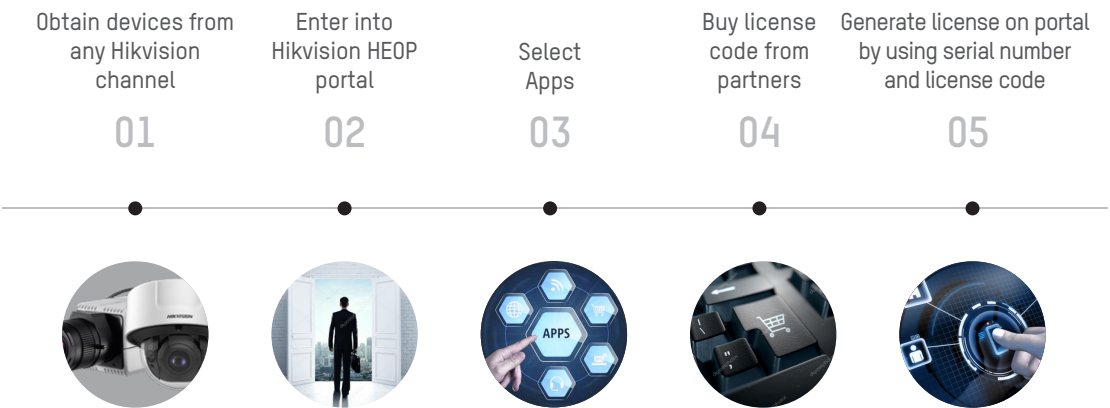 Obtain devices from
any Hikvision
channel
01
Enter into
Hikvision HEOP
portal
02
Select
Apps
03
Buy license
code from
partners
04
Generate license on portal
by using serial number
and license code
05
HIKVISION
APPS